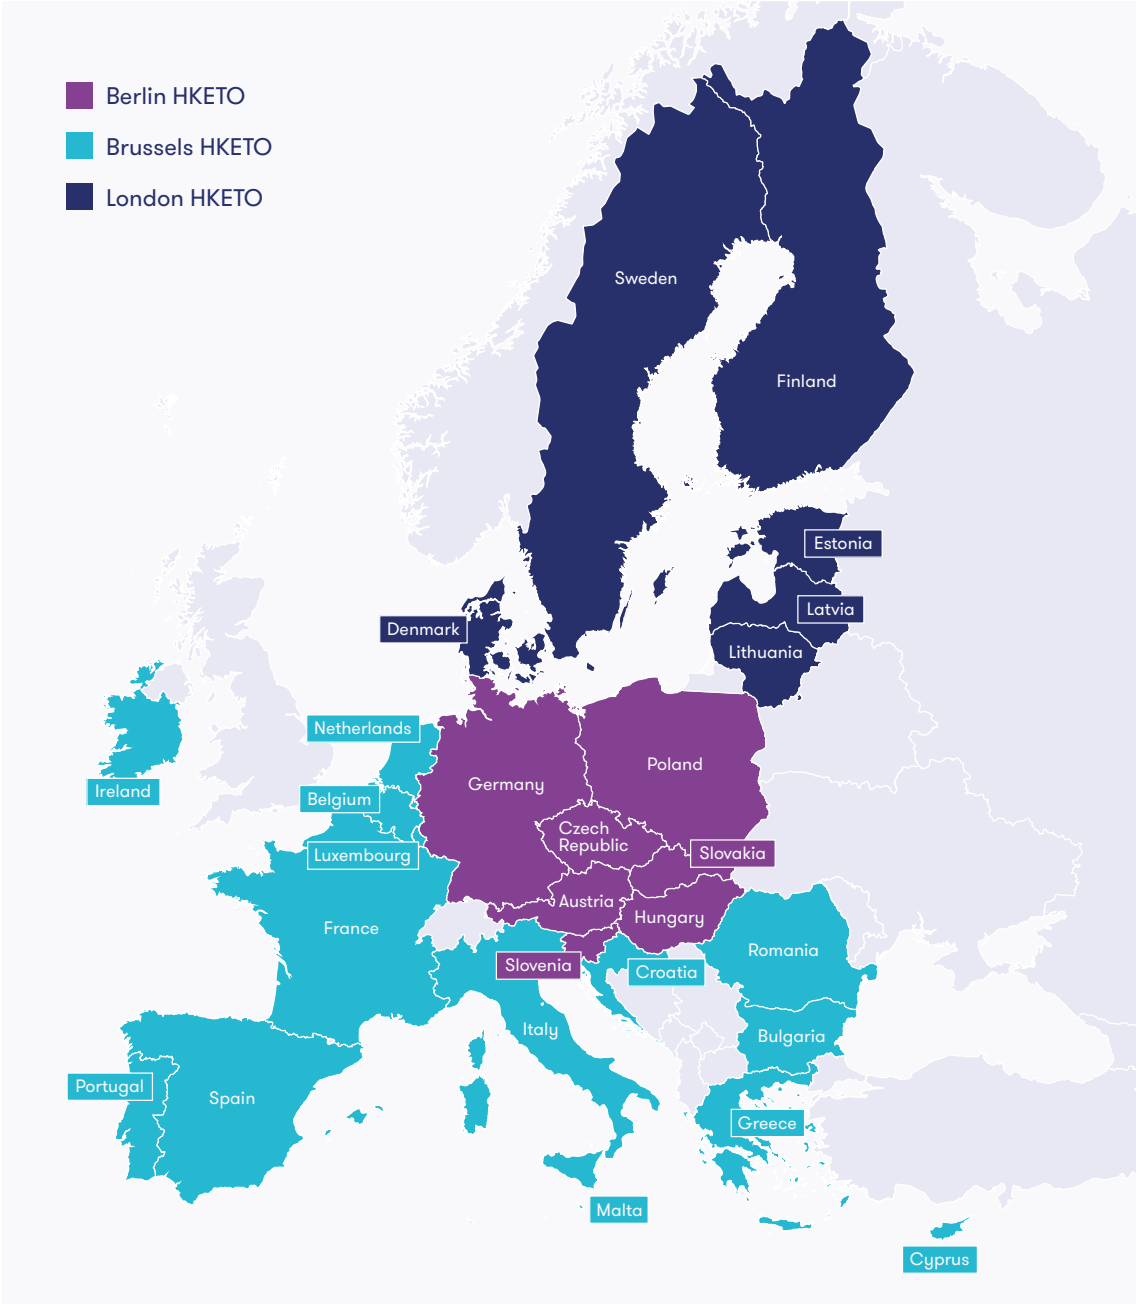 Berlin HKETO
Brussels HKETO
London HKETO
Sweden
Finland
Estonia
Latvia
Denmark
Lithuania
Netherlands
Poland
Germany
Ireland
Belgium
Czech
Republic
Slovakia
Luxembourg
Austria
Hungary
France
Romania
Slovenia
Croatia
Italy
Bulgaria
Portugal
Spain
Greece
Malta
Cyprus